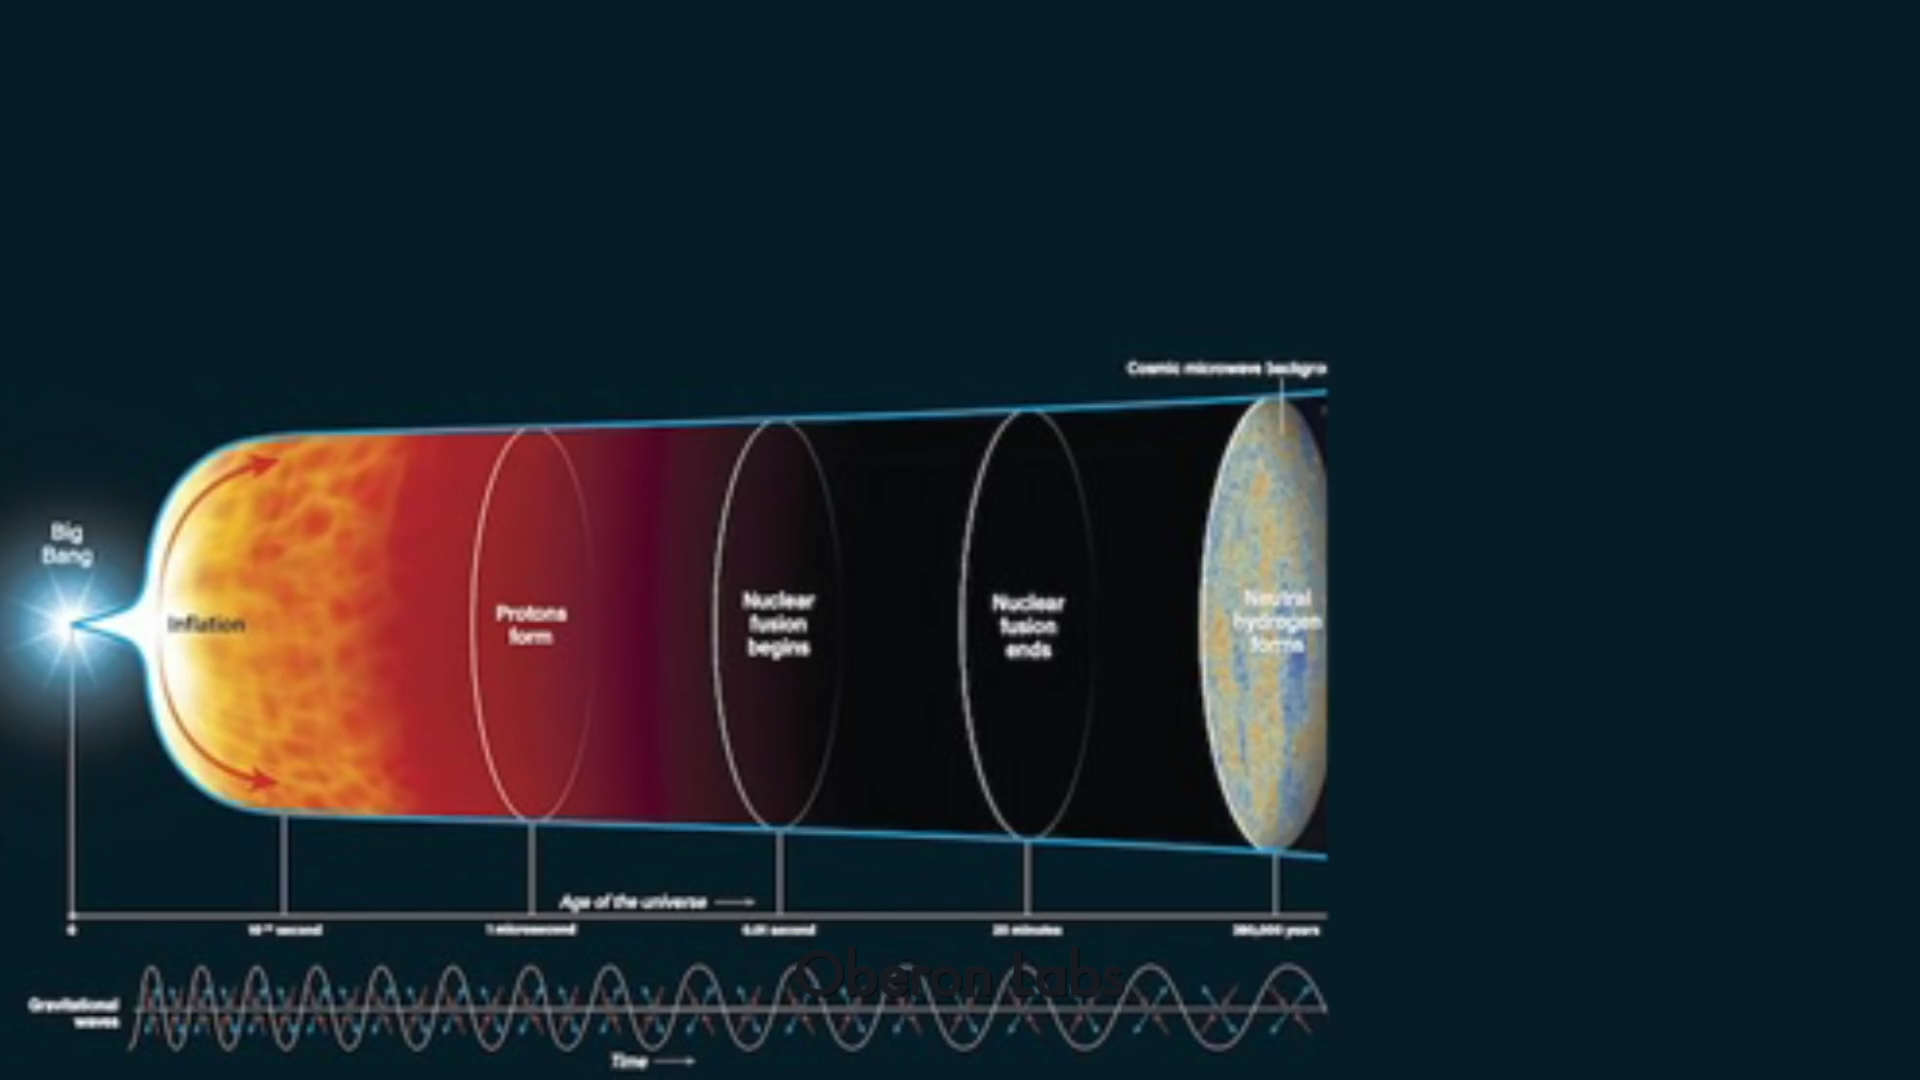 Cosmic microwave backgro
Big
Bang
Inflation
Protons
form
Nuclear
fusion
begins
Nuclear
fusion
ends
Neutral
hydrogen
forms
Age of the universe
0
second
1 microsecond
0.01 second
20 minutes
380,000 years
Oberon Labs
Gravitational
waves
Time